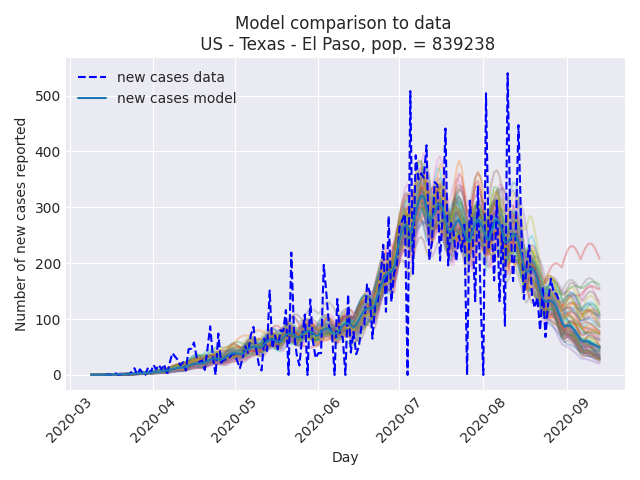 Model comparison to data
US - Texas - El Paso, pop. = 839238
new cases data
new cases model
Number of new cases reported
500
400
300
200
100
0
2020-03
2020-04
2020-05
2020-06
2020-07
2020-08
2020-09
Day